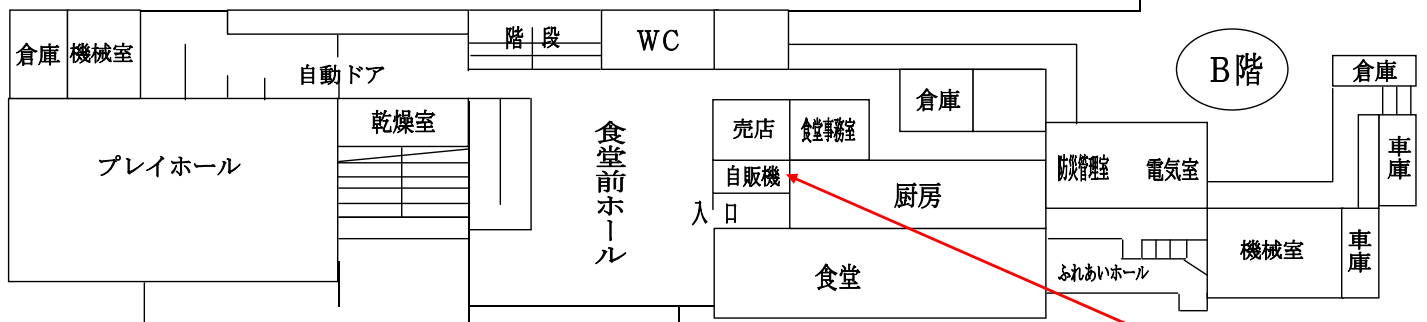 倉庫
機械室
自動ドア
階段
WC
B階
倉庫
プレイホール
乾燥室
食堂前ホール
売店
食堂事務室
倉庫
自販機
入口
厨房
防災管理室
電気室
車庫
食堂
ふれあいホール
機械室
車庫